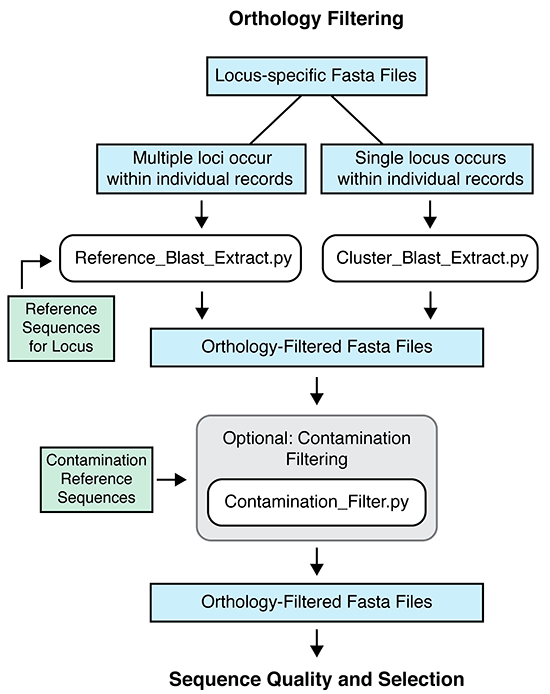 Orthology Filtering
Locus-specific Fasta Files
Multiple loci occur
within individual records
Single locus occurs
within individual records
Reference_Blast_Extract.py
Cluster_Blast_Extract.py
Reference
Sequences
for Locus
Orthology-Filtered Fasta Files
Optional: Contamination
Filtering
Contamination
Reference
Sequences
Contamination_Filter.py
Orthology-Filtered Fasta Files
Sequence Quality and Selection